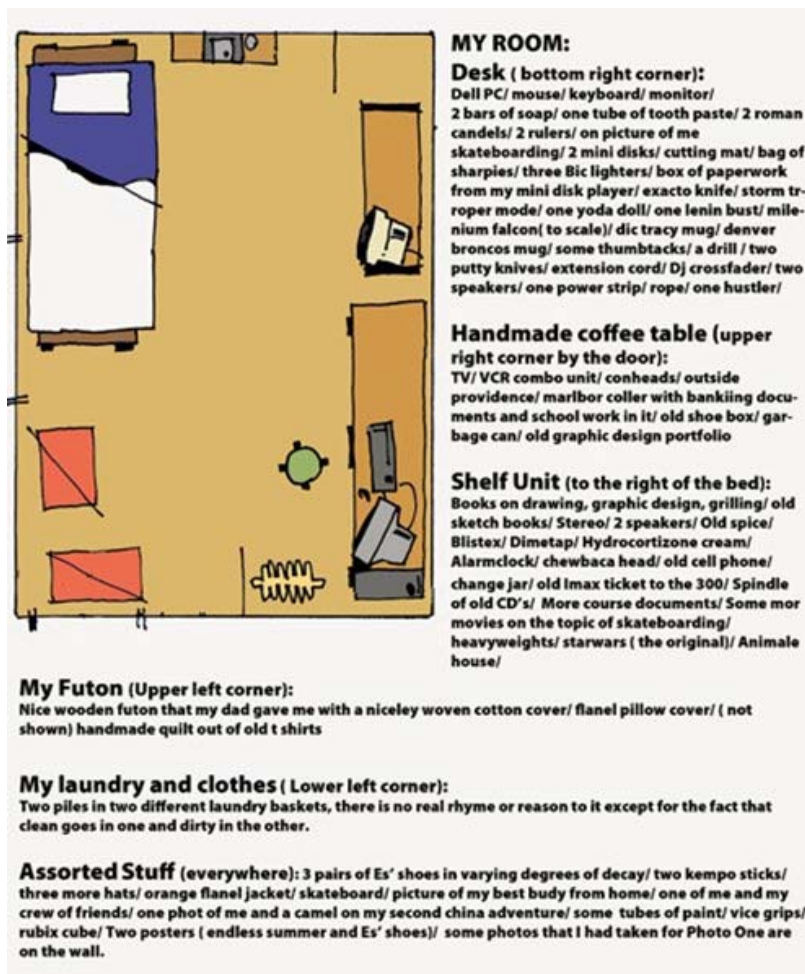 MY ROOM:
Desk ( bottom right corner):
Dell PC/ mouse/ keyboard/ monitor/
2 bars of soap/ one tube of tooth paste/ 2 roman
candels/ 2 rulers/ on picture of me
skateboarding/ 2 mini disks/ cutting mat/ bag of
sharpies/ three Bic lighters/ box of paperwork
from my mini disk player/ exacto knife/ storm tr-
roper mode/ one yoda doll/ one lenin bust/ mile-
nium falcon( to scale)/ dic tracy mug/ denver
broncos mug/ some thumbtacks/ a drill / two
putty knives/ extension cord/ Dj crossfader/ two
speakers/ one power strip/ rope/ one hustler/
Handmade coffee table (upper
right corner by the door):
TV/ VCR combo unit/ conheads/ outside
providence/ marlbor coller with bankiing docu-
ments and school work in it/ old shoe box/ gar-
bage can/ old graphic design portfolio
Shelf Unit (to the right of the bed):
Books on drawing, graphic design, grilling/ old
sketch books/ Stereo/ 2 speakers/ Old spice/
Blistex/ Dimetap/ Hydrocortizone cream/
Alarmclock/ chewbaca head/ old cell phone/
change jar/ old Imax ticket to the 300/ Spindle
of old CD's/ More course documents/ Some mor
movies on the topic of skateboarding/
heavyweights/ starwars ( the original)/ Animale
house/
My Futon (Upper left corner):
Nice wooden futon that my dad gave me with a niceley woven cotton cover/ flanel pillow cover/ ( not
shown) handmade quilt out of old t shirts
My laundry and clothes ( Lower left corner):
Two piles in two different laundry baskets, there is no real rhyme or reason to it except for the fact that
clean goes in one and dirty in the other.
Assorted Stuff (everywhere): 3 pairs of Es' shoes in varying degrees of decay/ two kempo sticks/
three more hats/ orange flanel jacket/ skateboard/ picture of my best budy from home/ one of me and my
crew of friends/ one phot of me and a camel on my second china adventure/ some tubes of paint/ vice grips/
rubix cube/ Two posters ( endless summer and Es' shoes)/ some photos that I had taken for Photo One are
on the wall.